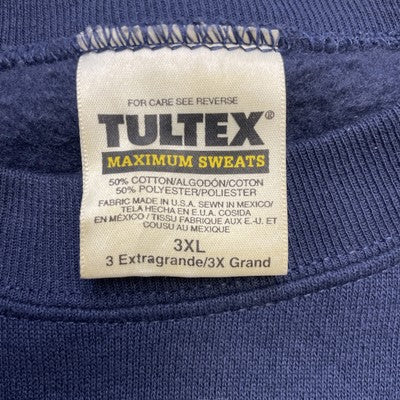 FOR CARE SEE REVERSE
TULTEX®
MAXIMUM SWEATS
50% COTTON/ALGODÓN/COTON
50% POLYESTER/POLIESTER
FABRIC MADE IN U.S.A. SEWN IN MEXICO/
TELA HECHA EN E.U.A. COSIDA
EN MÉXICO / TISSU FABRIQUE AUX E.-U. ET
COUSU AU MEXIQUE
3XL
3 Extragrande/3X Grand